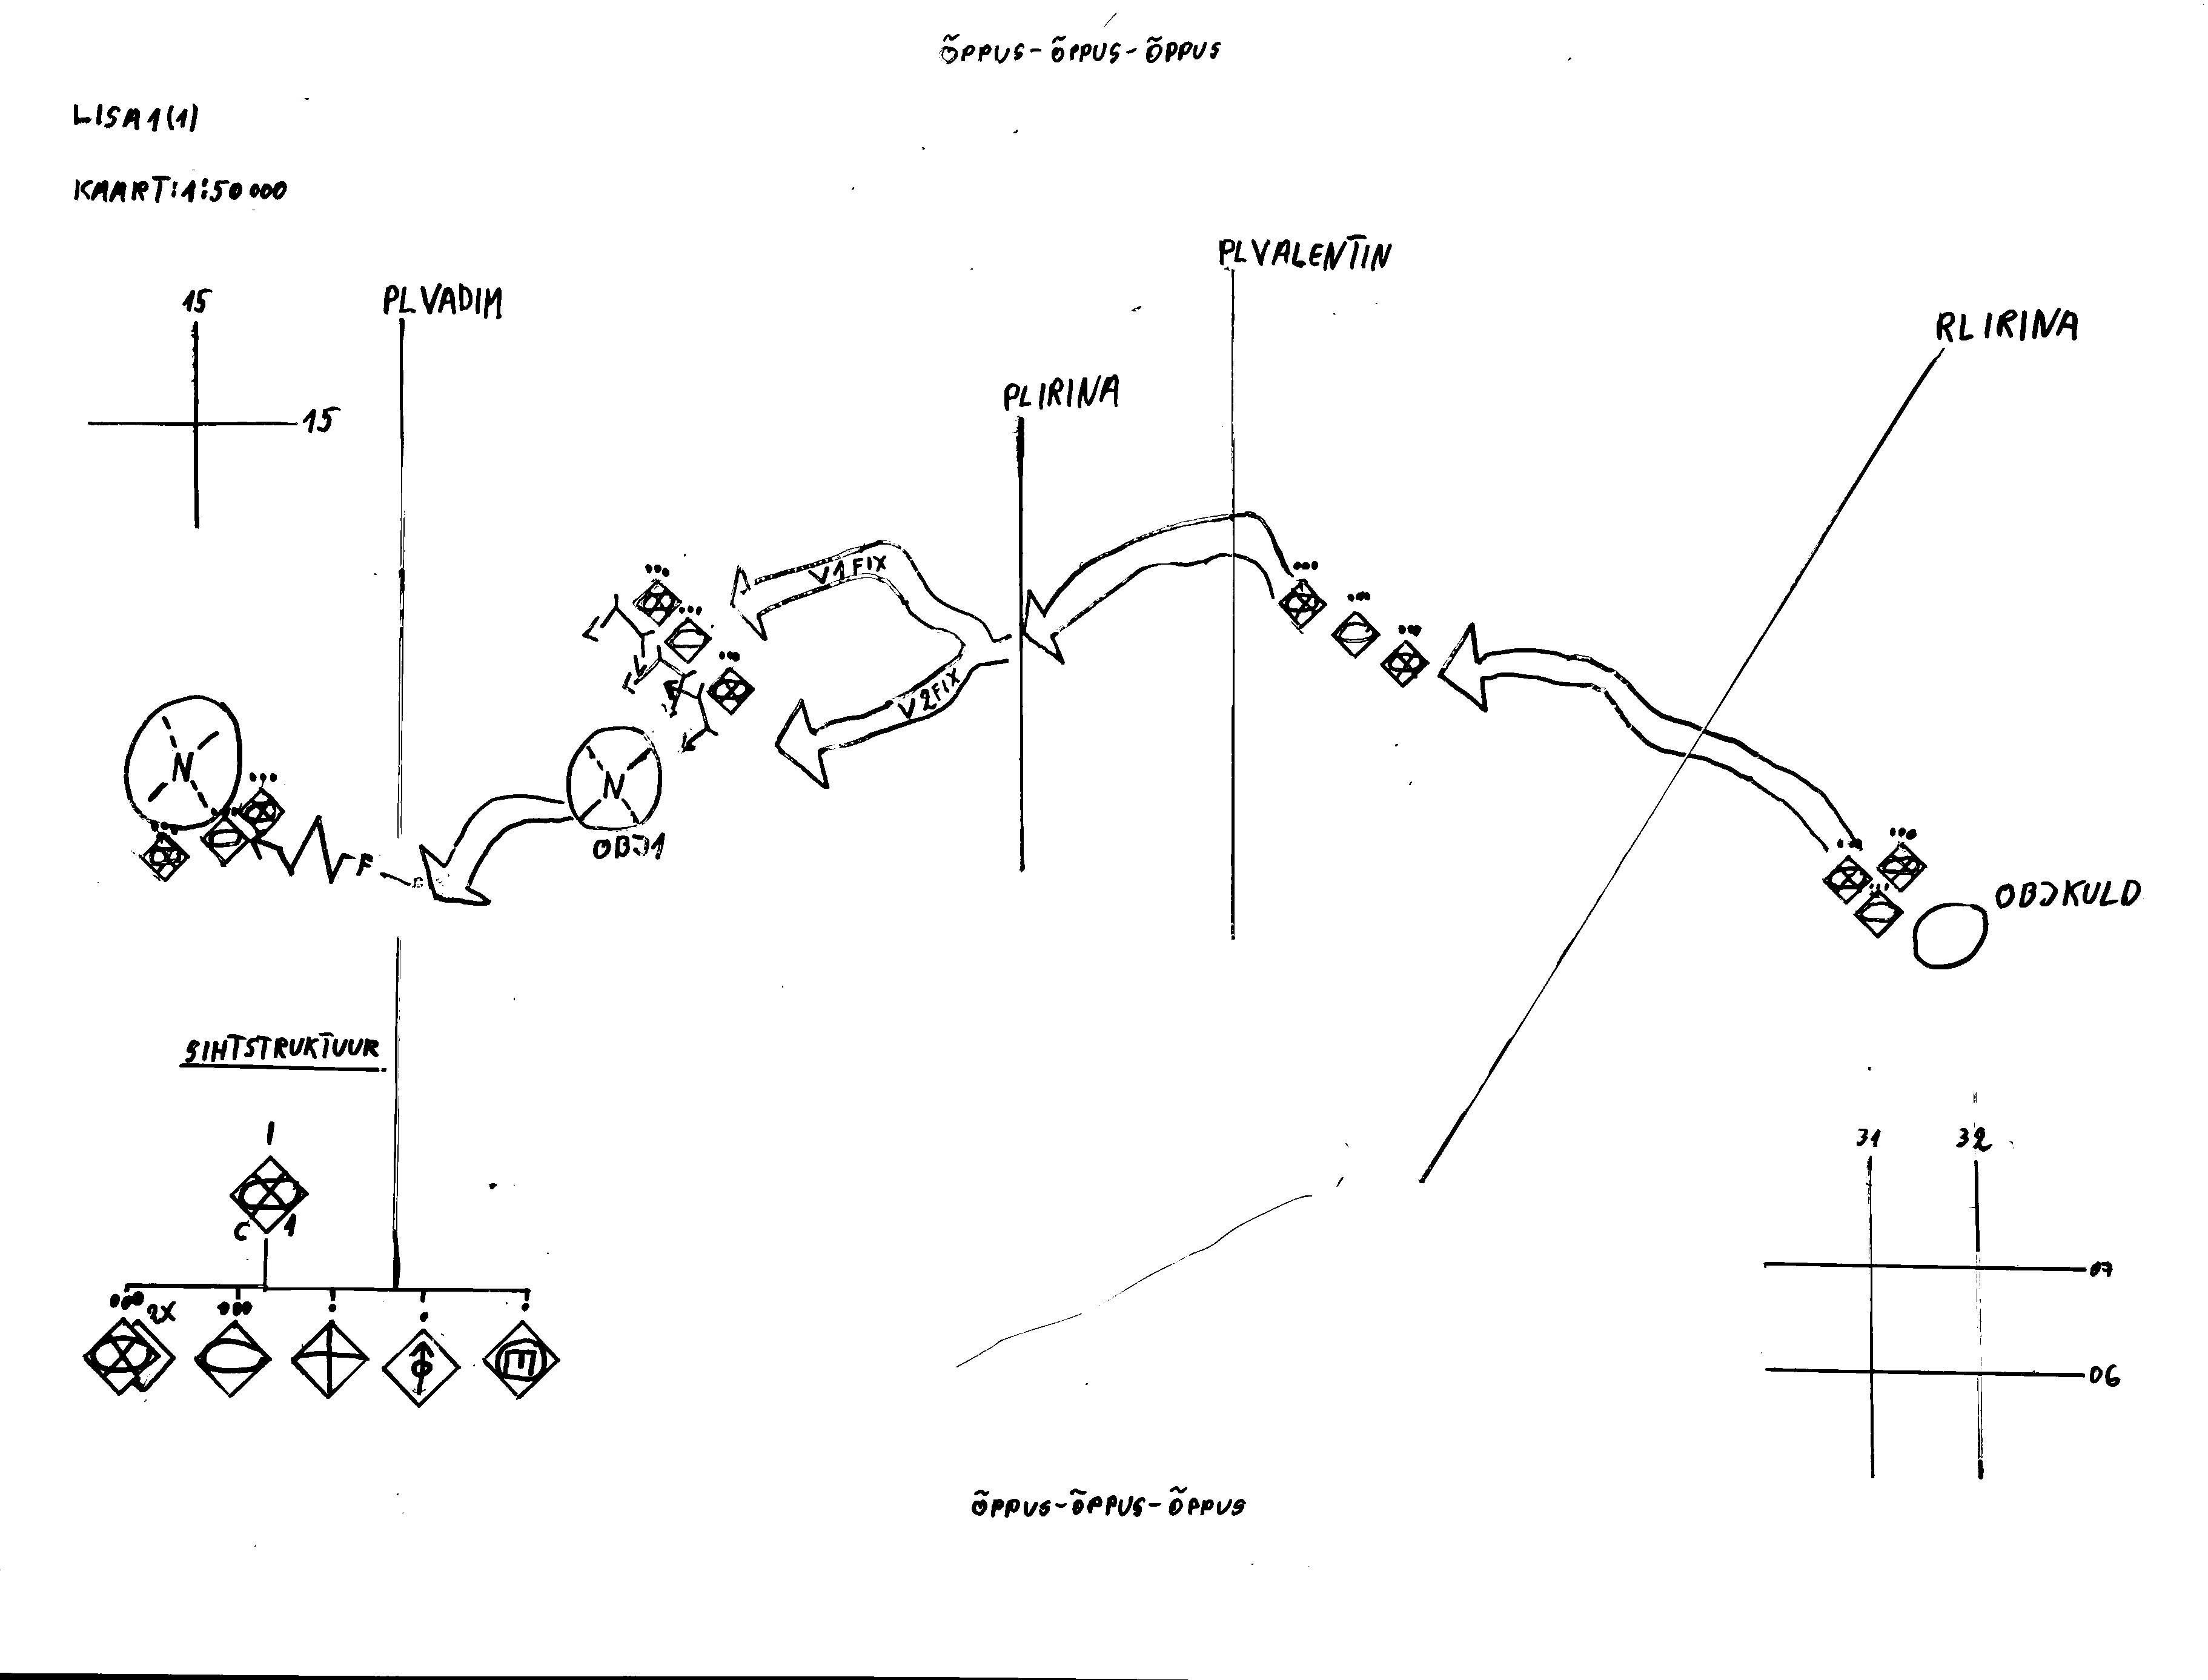 ÕPPUS-ÕPPUS-ÕPPUS
LISA 1(1)
KAART: 1:50 000
PL VALENTIN
15
PL VADIM
RL IRINA
PL IRINA
15
V1 FIX
V2 FIX
N
N
OBJ 1
F
OBJ KULD
SIHTSTRUKTUUR
31
32
C 1
07
2X
06
ÕPPUS-ÕPPUS-ÕPPUS